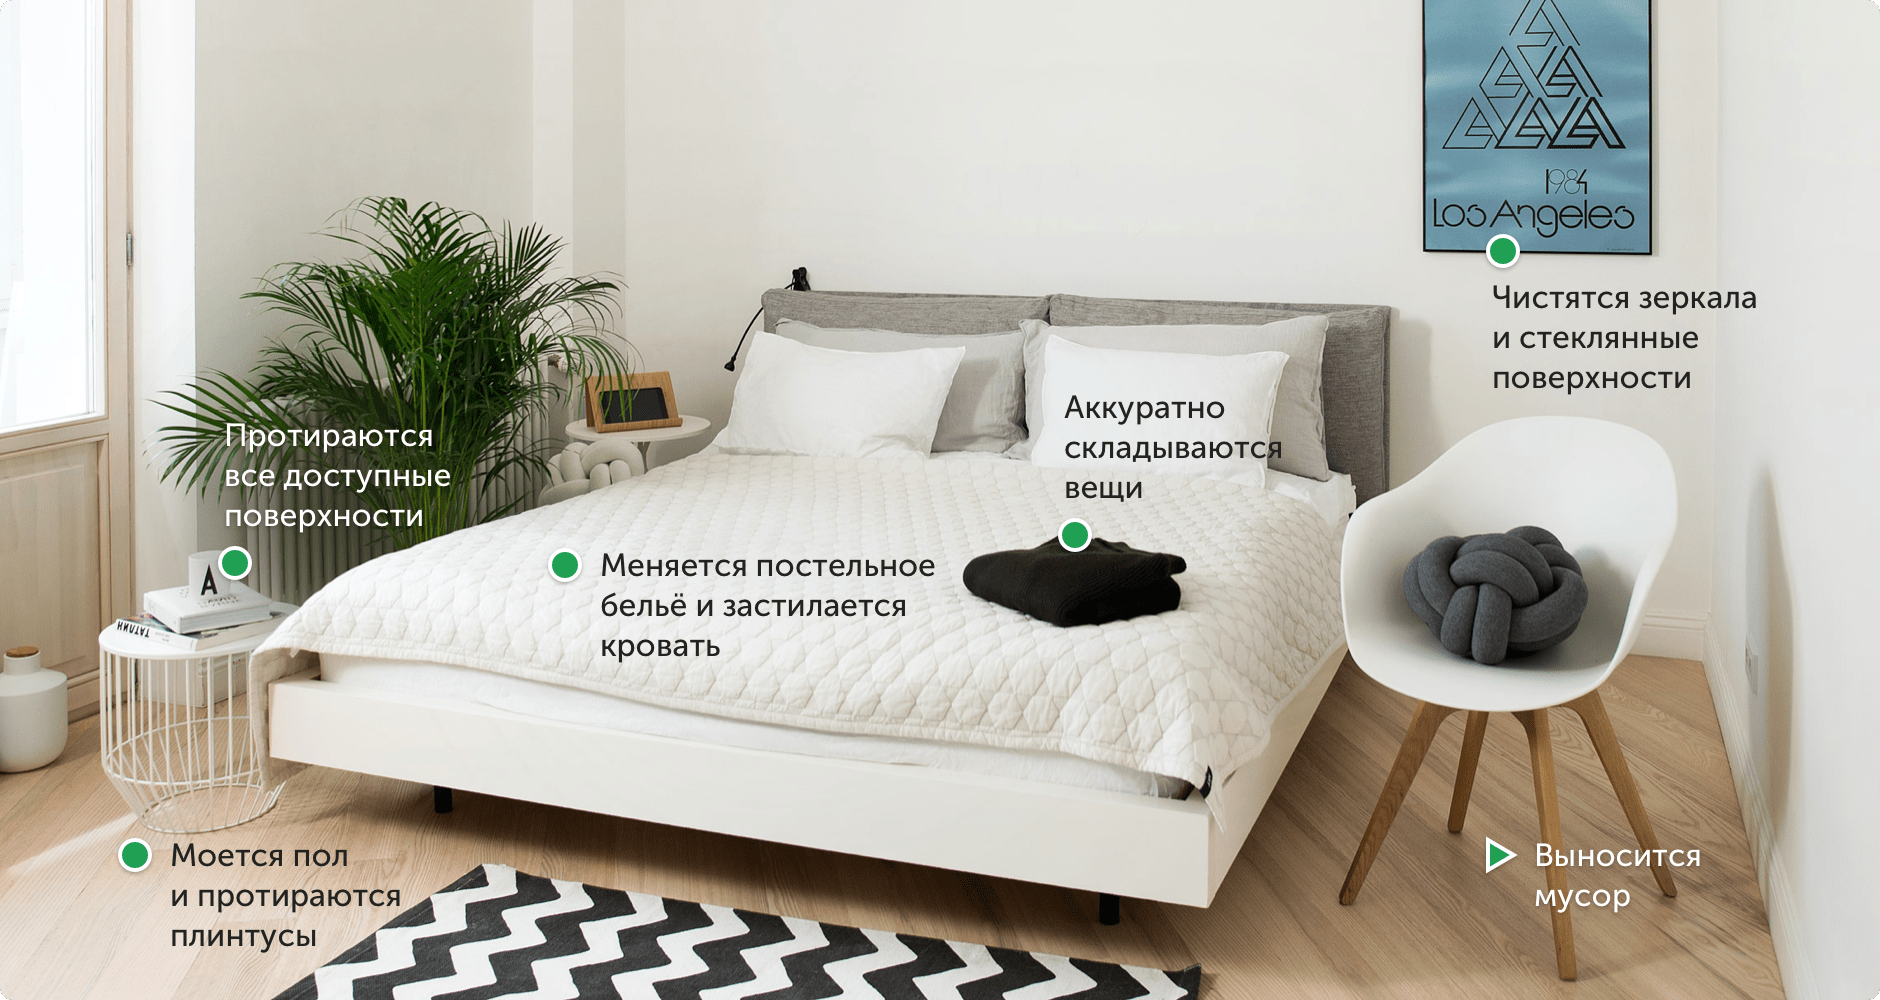 1984
Los Angeles
Чистятся зеркала
и стеклянные
поверхности
Аккуратно
складываются
вещи
Протираются
все доступные
поверхности
Меняется постельное
бельё и застилается
кровать
A
ТАТЛИН
Моется пол
и протираются
плинтусы
Выносится
мусор